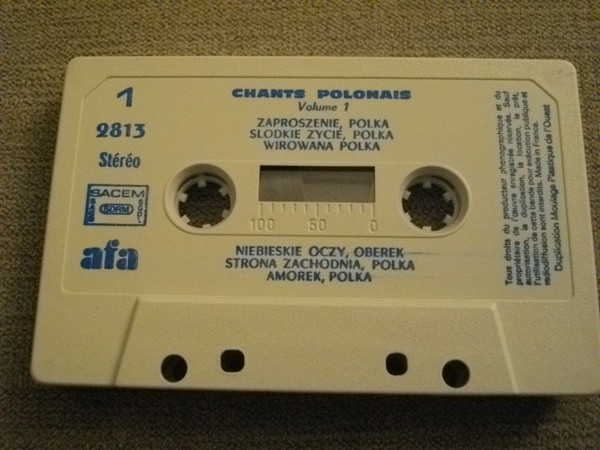 1
2813
Stéréo
SACEM
SDRM
afa
CHANTS POLONAIS
Volume 1
ZAPROSZENIE, POLKA
SLODKIE ZYCIÉ, POLKA
WIROWANA POLKA
100 50 0
NIEBIESKIE OCZY, OBEREK
STRONA ZACHODNIA, POLKA
AMOREK, POLKA
Tous droits du producteur phonographique et du
propriétaire de l'œuvre enregistrée réservés. Sauf
autorisation, la duplication, la location, le prêt,
l'utilisation de cette bande pour exécution publique et
radiodiffusion sont interdits. Made in France.
Duplication Moulage Plastique de l'Ouest